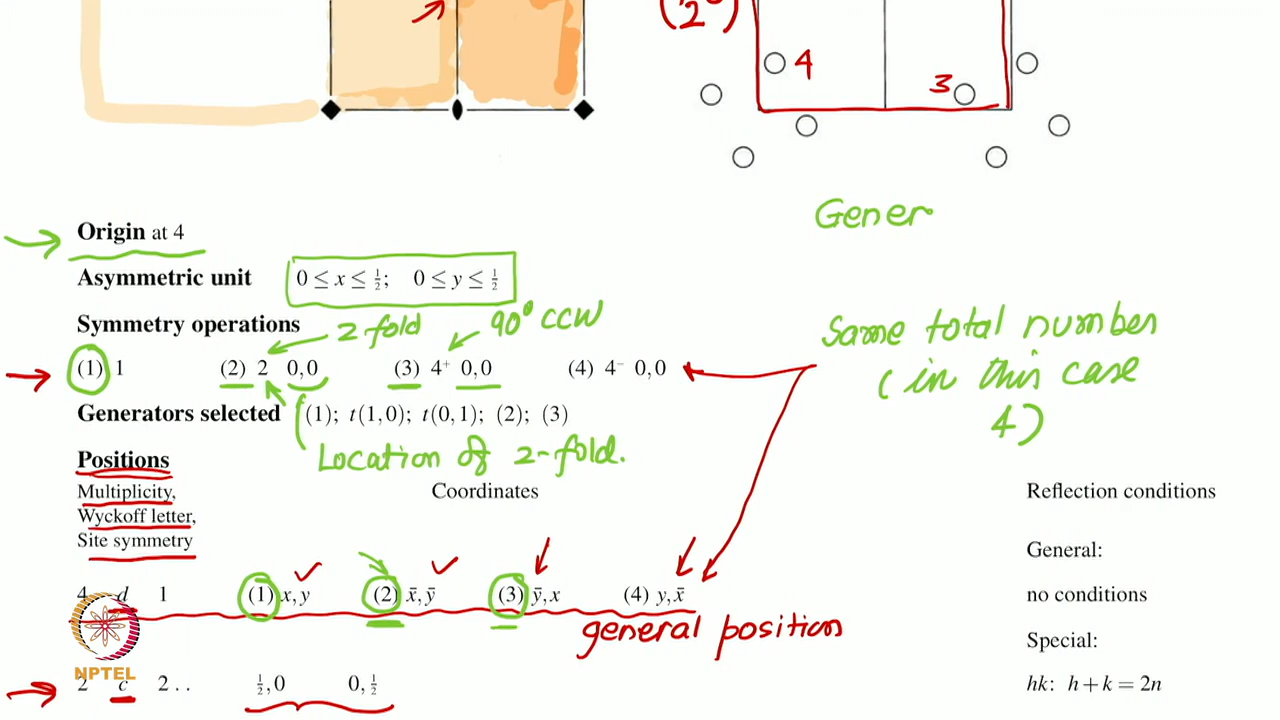 (2
4
3
Gener
Origin at 4
Asymmetric unit 0 ≤ x ≤ ½; 0 ≤ y ≤ ½
Symmetry operations
2 fold
90° CCW
Same total number
(in this case
4)
(1) 1 (2) 2 0,0 (3) 4⁺ 0,0 (4) 4⁻ 0,0
Generators selected (1); t(1,0); t(0,1); (2); (3)
Location of 2-fold.
Positions
Multiplicity,
Wyckoff letter,
Site symmetry
Coordinates
Reflection conditions
General:
4 d 1 (1) x,y (2) x̄,ȳ (3) ȳ,x (4) y,x̄ no conditions
general position
Special:
2 c 2 . . ½,0 0,½ hk: h + k = 2n
NPTEL